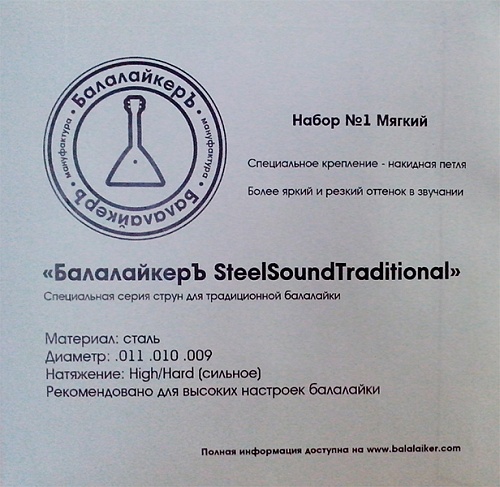 БалалайкерЪ
мануфактура • мануфактура
БалалайкерЪ
Набор №1 Мягкий
Специальное крепление - накидная петля
Более яркий и резкий оттенок в звучании
«БалалайкерЪ SteelSoundTraditional»
Специальная серия струн для традиционной балалайки
Материал: сталь
Диаметр: .011 .010 .009
Натяжение: High/Hard (сильное)
Рекомендовано для высоких настроек балалайки
Полная информация доступна на www.balalaiker.com